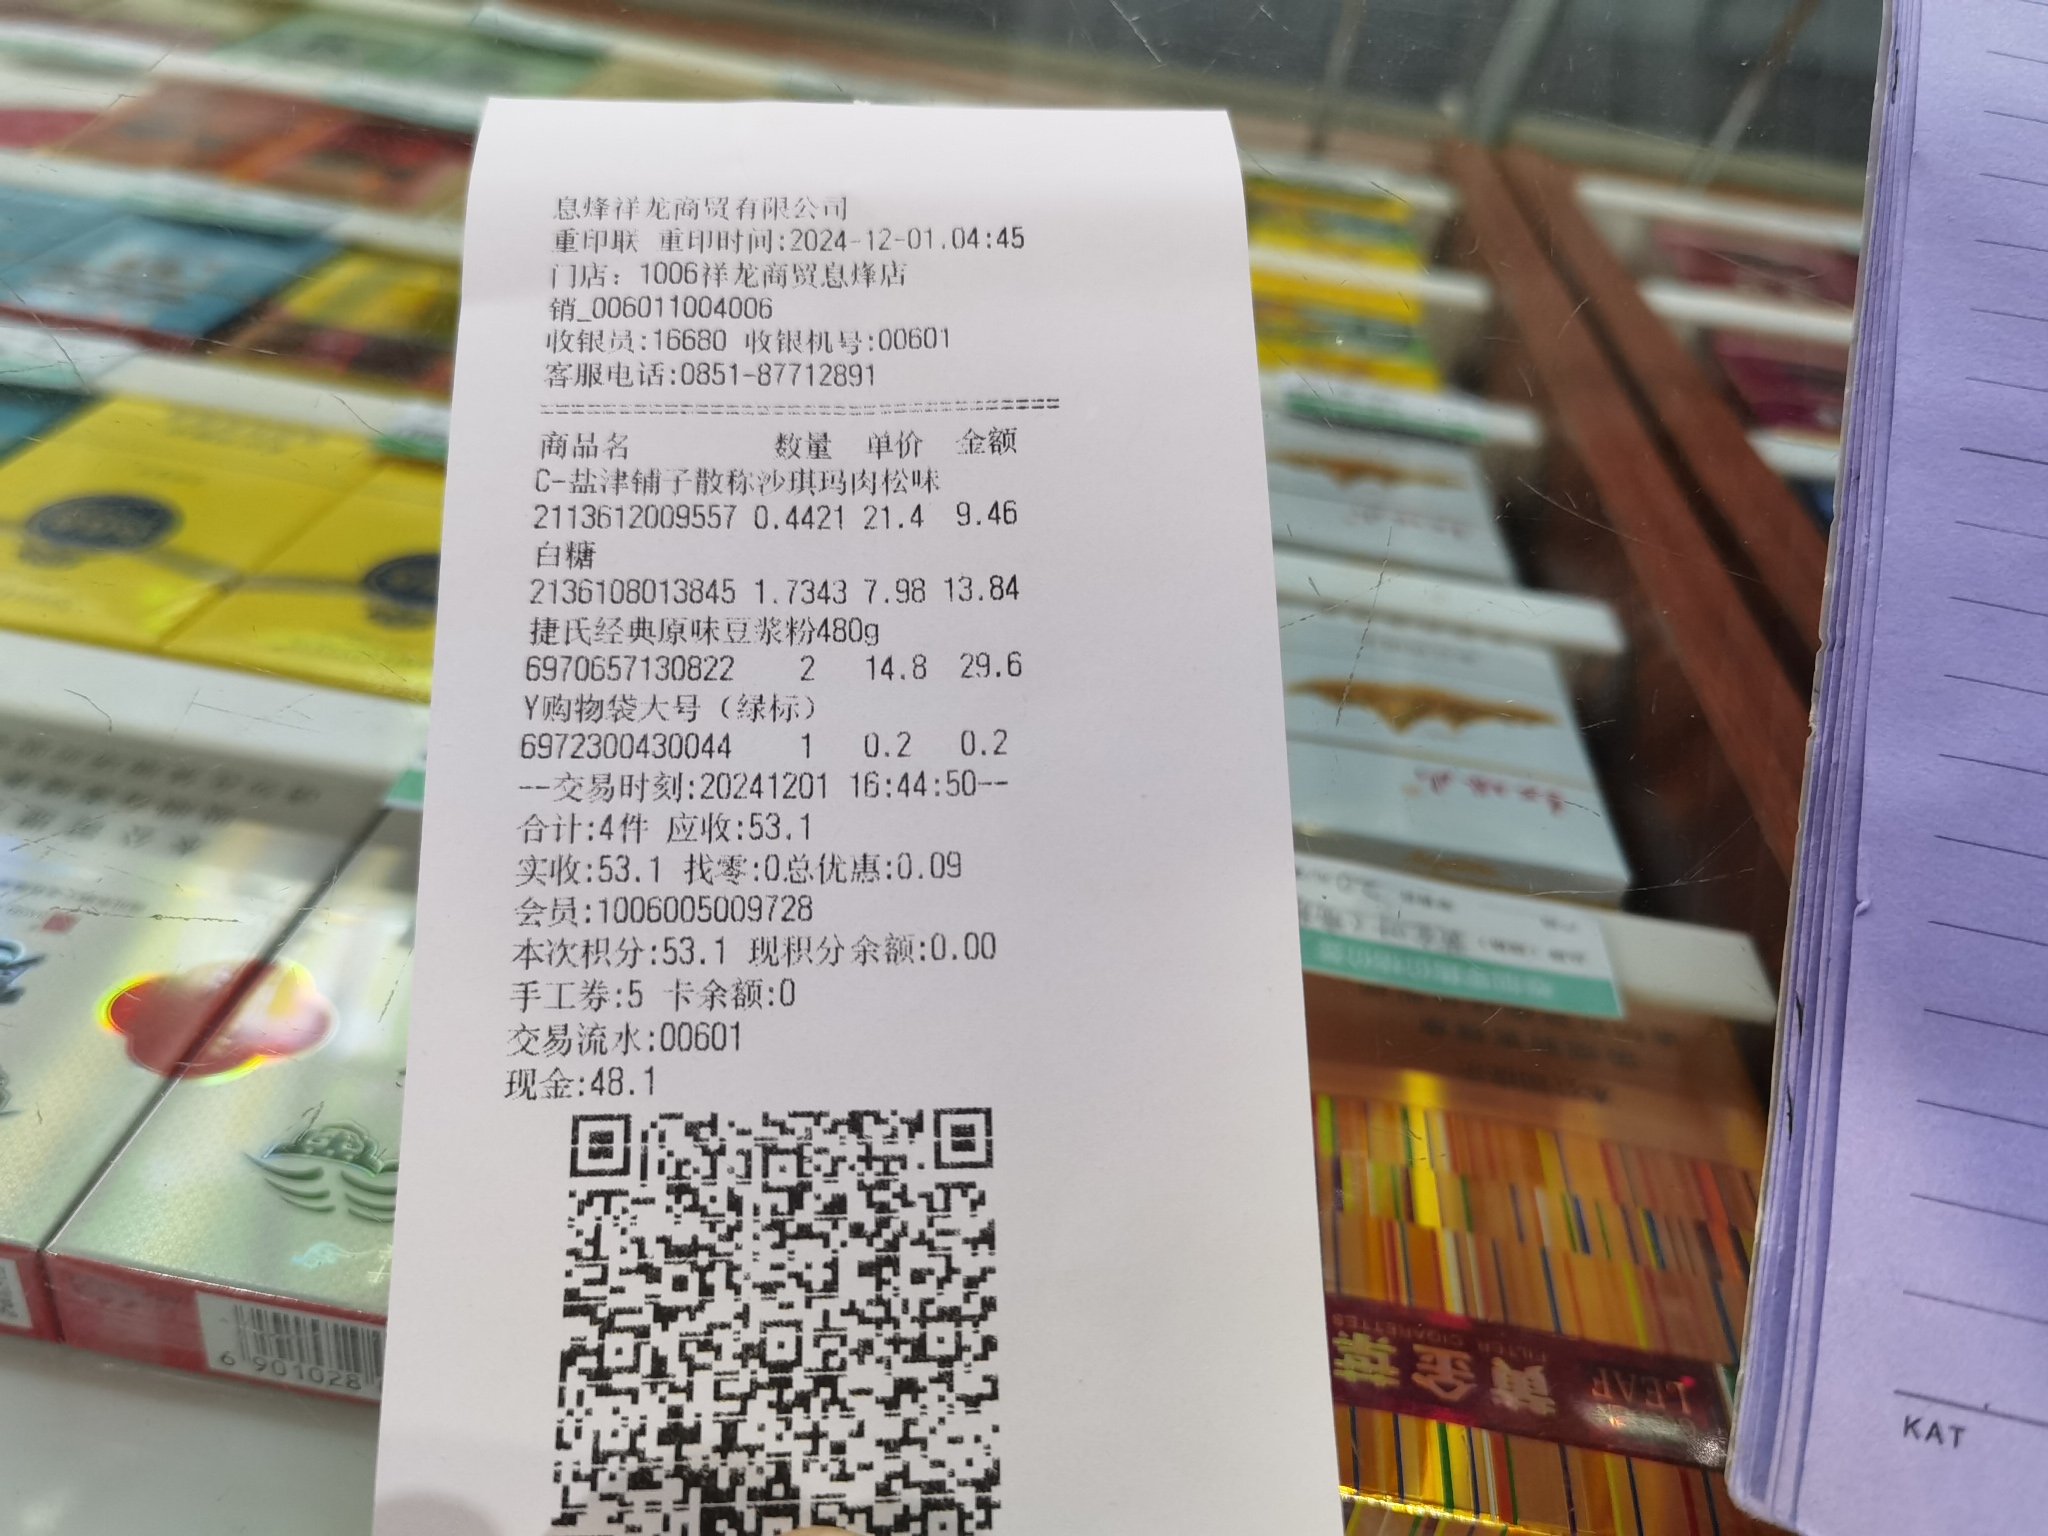 息烽祥龙商贸有限公司
重印联 重印时间:2024-12-01.04:45
门店：1006祥龙商贸息烽店
销_006011004006
收银员:16680 收银机号:00601
客服电话:0851-87712891
商品名 数量 单价 金额
C-盐津铺子散称沙琪玛肉松味
2113612009557 0.4421 21.4 9.46
白糖
2136108013845 1.7343 7.98 13.84
捷氏经典原味豆浆粉480g
6970657130822 2 14.8 29.6
Y购物袋大号（绿标）
6972300430044 1 0.2 0.2
--交易时刻:20241201 16:44:50--
合计:4件 应收:53.1
实收:53.1 找零:0总优惠:0.09
会员:1006005009728
本次积分:53.1 现积分余额:0.00
手工券:5 卡余额:0
交易流水:00601
现金:48.1
6 901028
黄金葉
FILTER CIGARETTES
LEAF
KAT